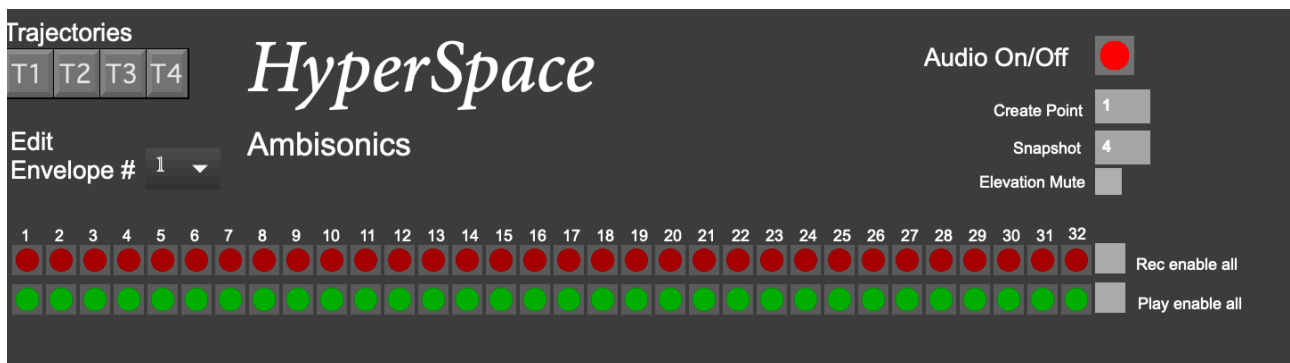 Trajectories
T1 T2 T3 T4
HyperSpace
Audio On/Off
Create Point 1
Edit
Envelope # 1
Ambisonics
Snapshot 4
Elevation Mute
1 2 3 4 5 6 7 8 9 10 11 12 13 14 15 16 17 18 19 20 21 22 23 24 25 26 27 28 29 30 31 32
Rec enable all
Play enable all